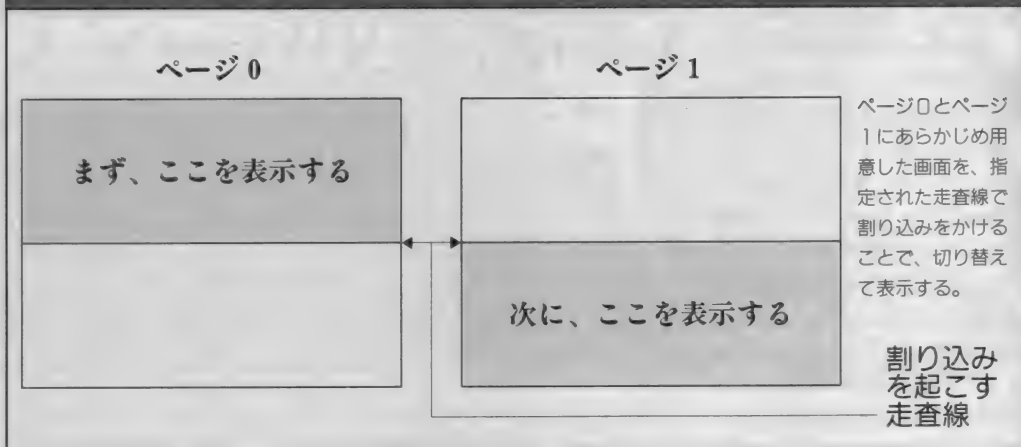 ページ0
ページ1
まず、ここを表示する
次に、ここを表示する
ページ0とページ
1にあらかじめ用
意した画面を、指
定された走査線で
割り込みをかける
ことで、切り替え
て表示する。
割り込み
を起こす
走査線